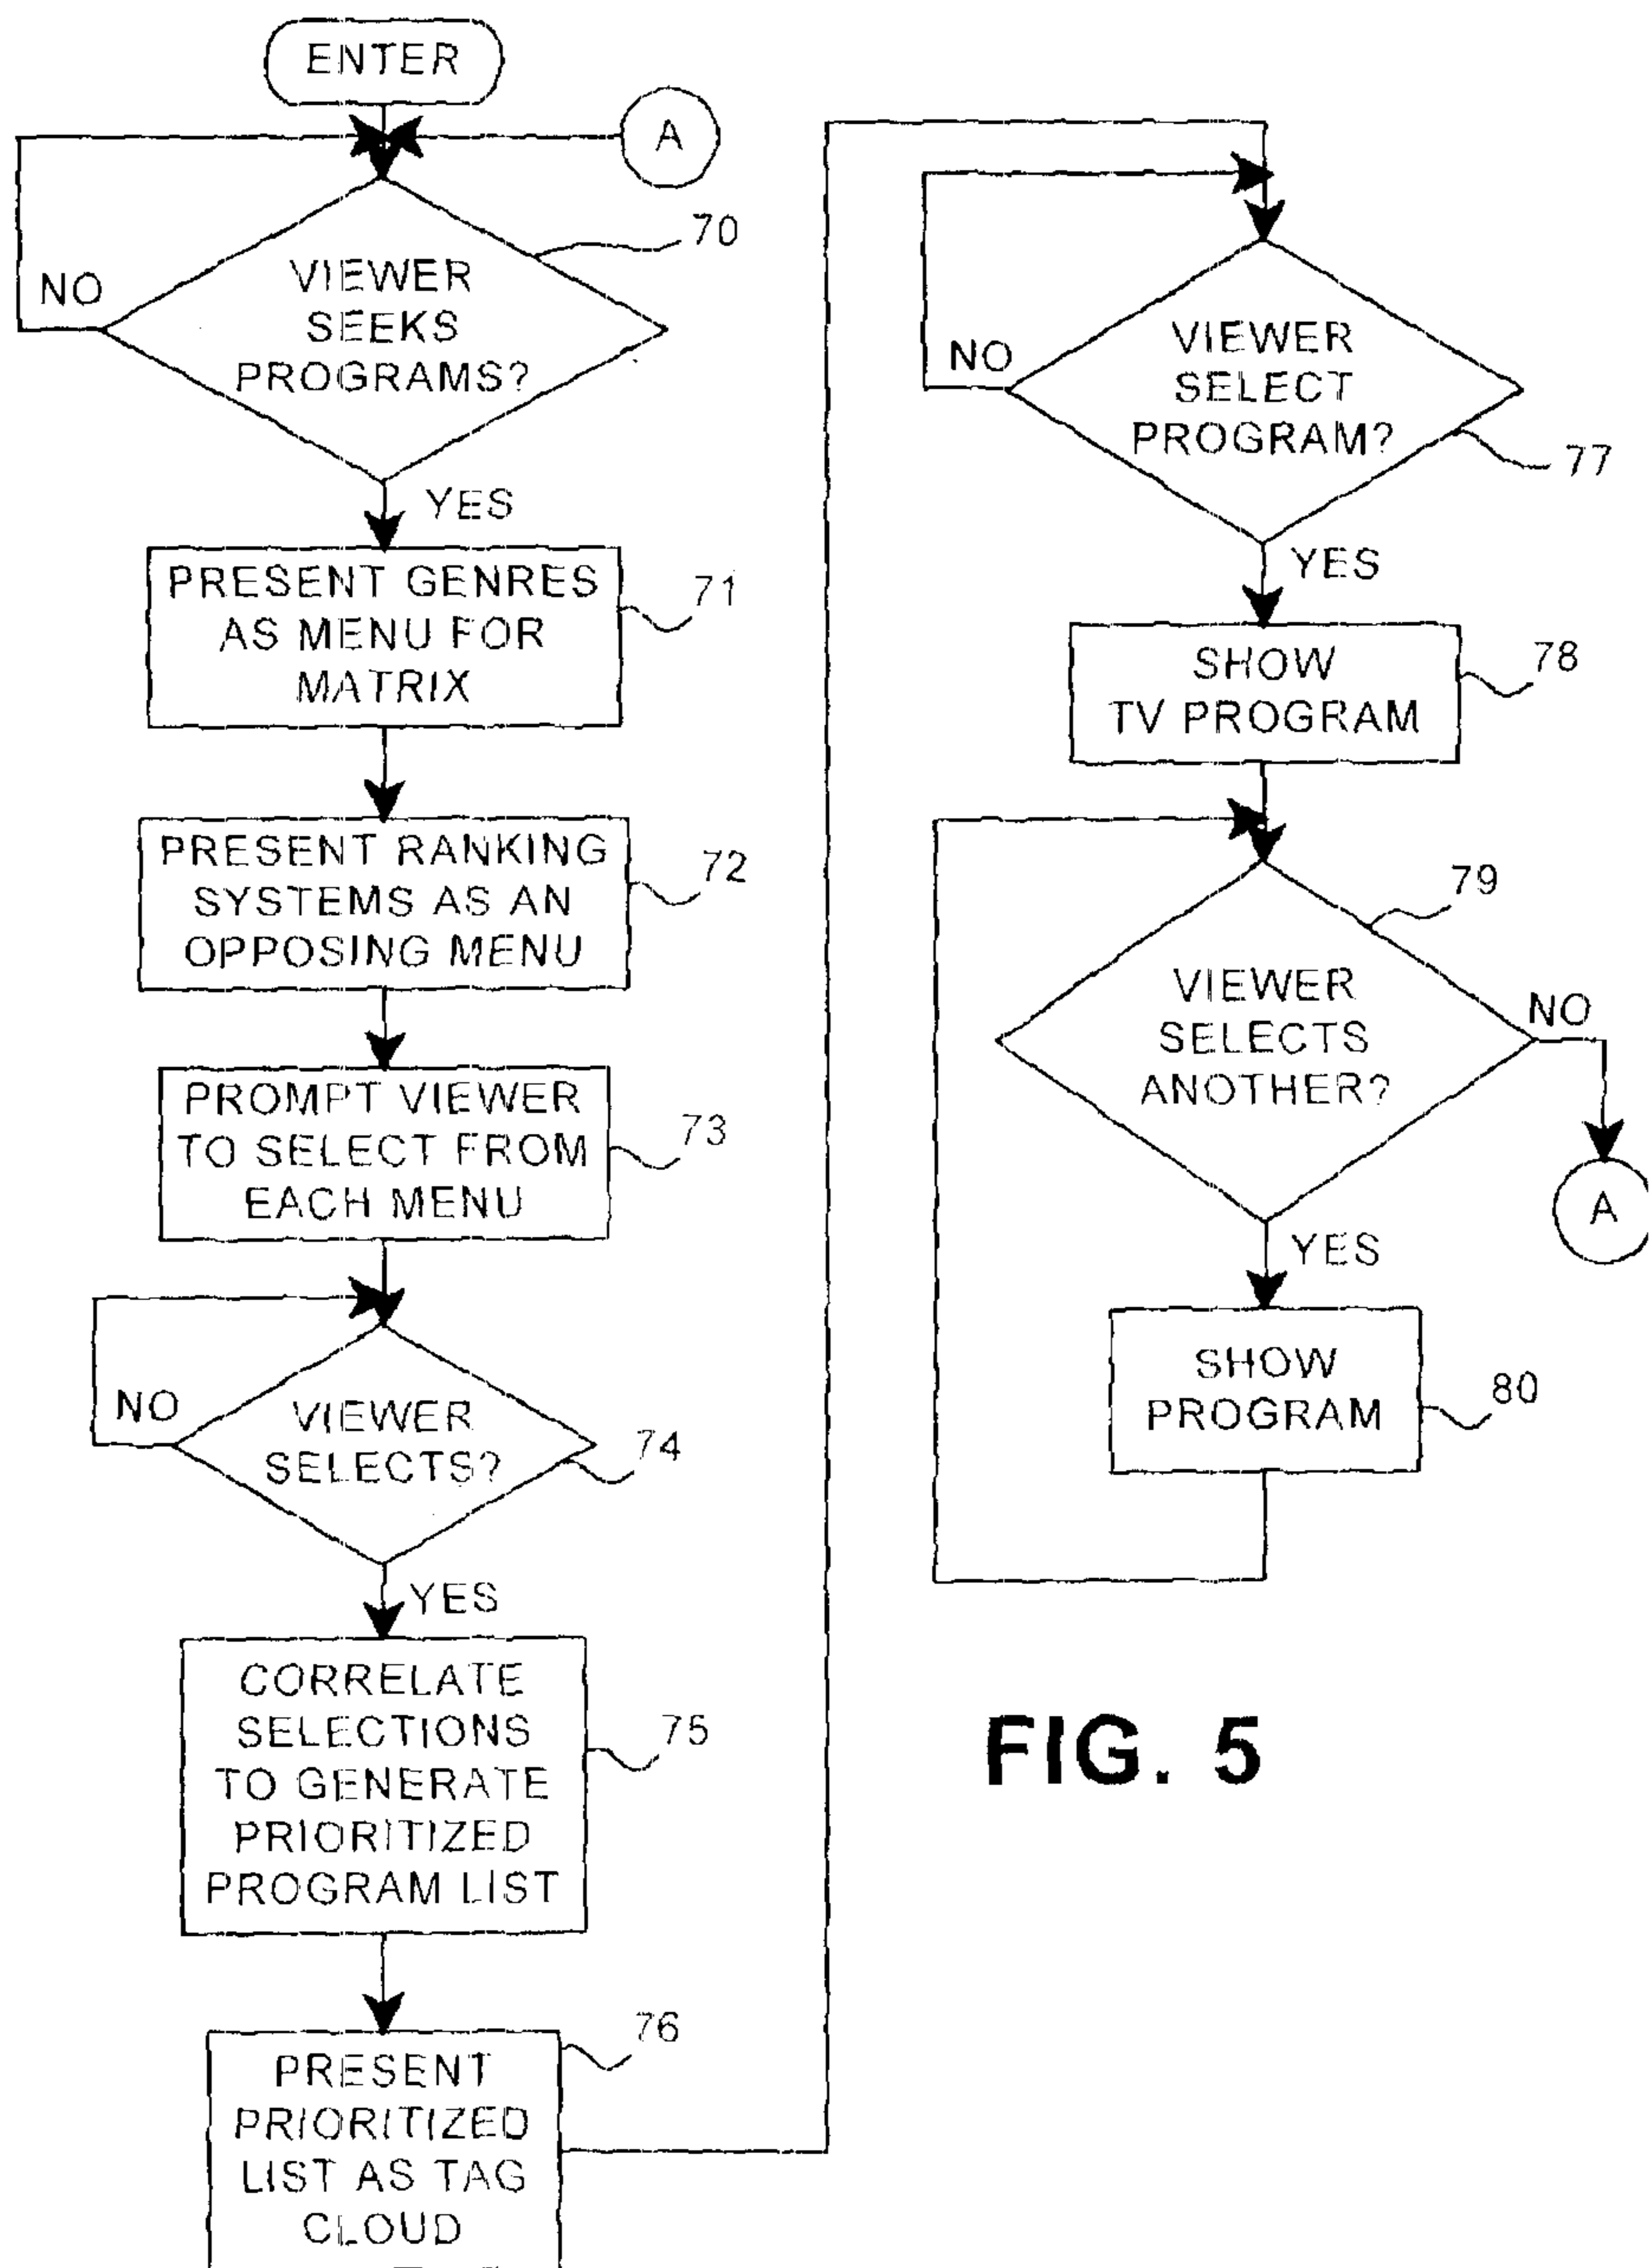 ENTER
A
70
VIEWER
SEEKS
PROGRAMS?
NO
YES
PRESENT GENRES
AS MENU FOR
MATRIX
71
PRESENT RANKING
SYSTEMS AS AN
OPPOSING MENU
72
PROMPT VIEWER
TO SELECT FROM
EACH MENU
73
NO
VIEWER
SELECTS?
74
YES
CORRELATE
SELECTIONS
TO GENERATE
PRIORITIZED
PROGRAM LIST
75
76
PRESENT
PRIORITIZED
LIST AS TAG
CLOUD
VIEWER
SELECT
PROGRAM?
NO
77
YES
SHOW
TV PROGRAM
78
79
VIEWER
SELECTS
ANOTHER?
NO
A
YES
SHOW
PROGRAM
80
FIG. 5